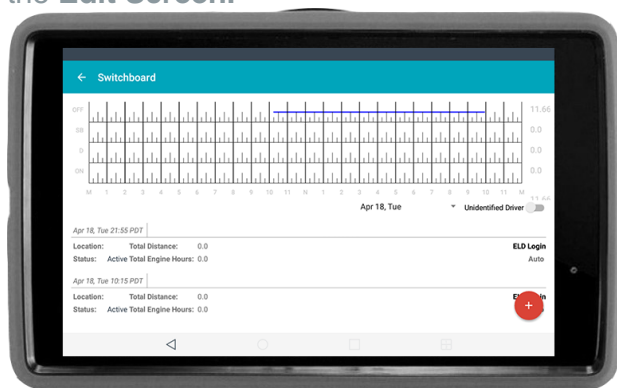 the Edit Screen.
Switchboard
OFF 11.66
SB 0.0
D 0.0
ON 0.0
M 1 2 3 4 5 6 7 8 9 10 11 N 1 2 3 4 5 6 7 8 9 10 11 M
11.66
Apr 18, Tue Unidentified Driver
Apr 18, Tue 21:55 PDT
Location: Total Distance: 0.0 ELD Login
Status: Active Total Engine Hours: 0.0 Auto
Apr 18, Tue 10:15 PDT
Location: Total Distance: 0.0
Status: Active Total Engine Hours: 0.0
+